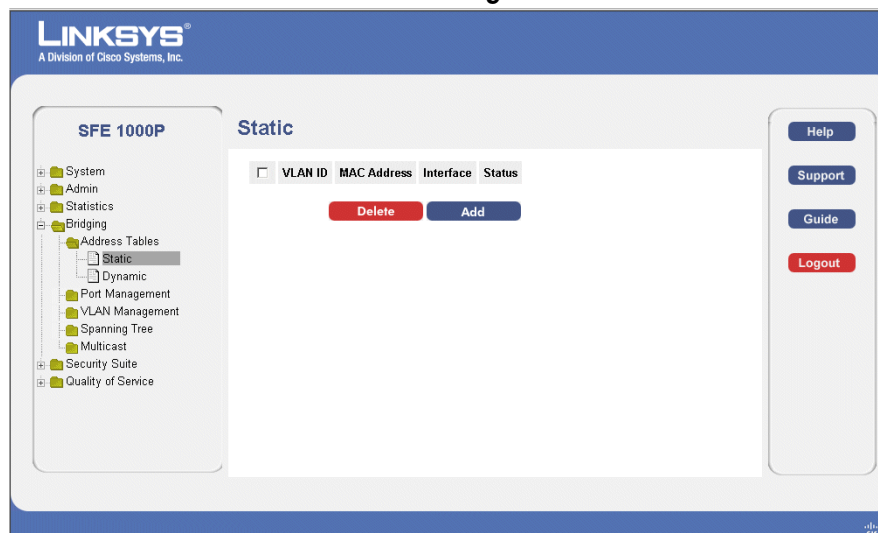 LINKSYS®
A Division of Cisco Systems, Inc.
SFE 1000P
System
Admin
Statistics
Bridging
Address Tables
Static
Dynamic
Port Management
VLAN Management
Spanning Tree
Multicast
Security Suite
Quality of Service
Static
VLAN ID MAC Address Interface Status
Delete Add
Help
Support
Guide
Logout